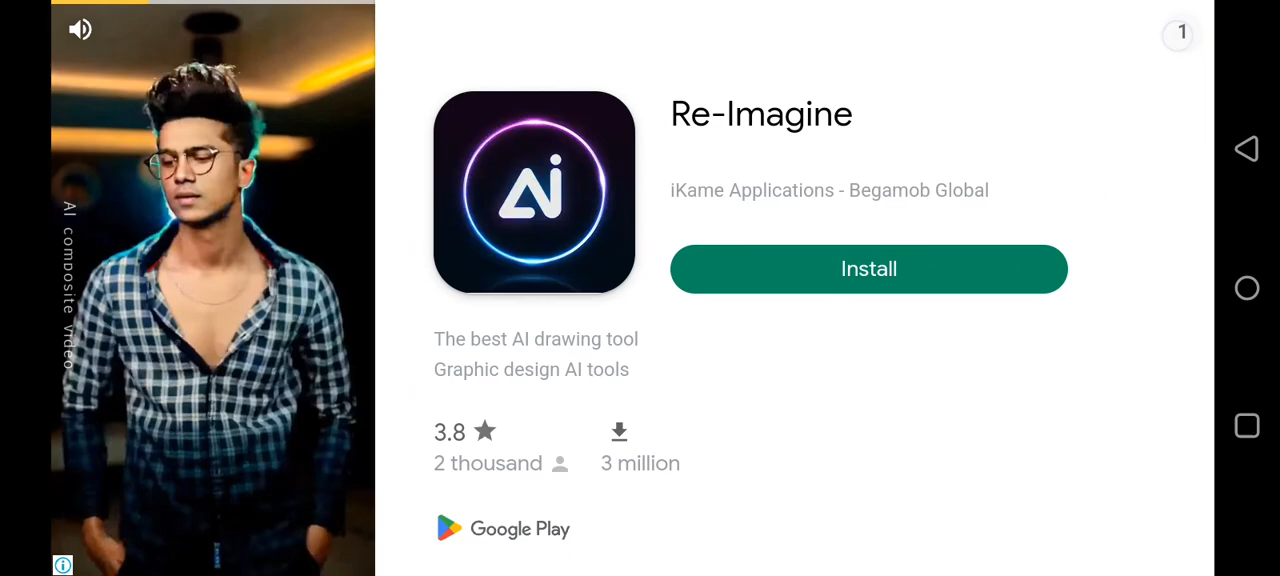 1
AI composite video
Ai
Re-Imagine
iKame Applications - Begamob Global
Install
The best AI drawing tool
Graphic design AI tools
3.8
2 thousand
3 million
Google Play